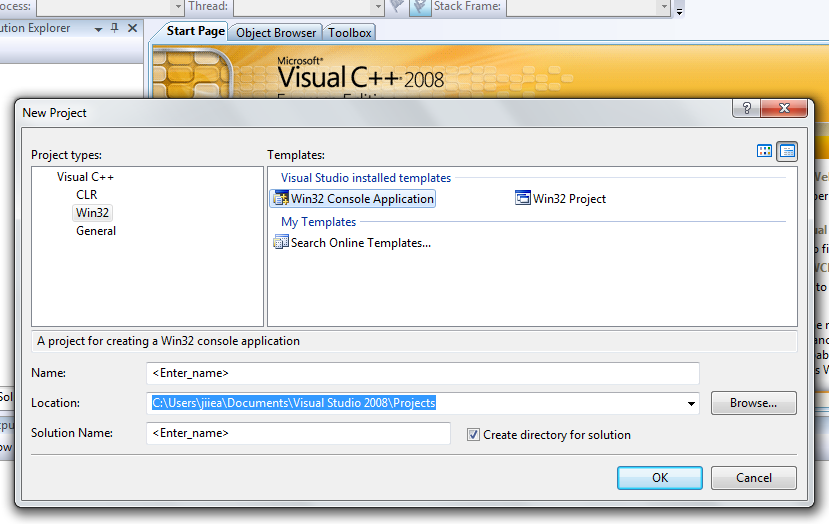 ocess: Thread: Stack Frame:
ution Explorer
Start Page Object Browser Toolbox
Microsoft®
Visual C++ 2008
New Project
Project types: Templates:
Visual C++
CLR
Win32
General
Visual Studio installed templates
Win32 Console Application Win32 Project
My Templates
Search Online Templates...
A project for creating a Win32 console application
Name: <Enter_name>
Location: C:\Users\jiiea\Documents\Visual Studio 2008\Projects Browse...
Solution Name: <Enter_name> Create directory for solution
OK Cancel